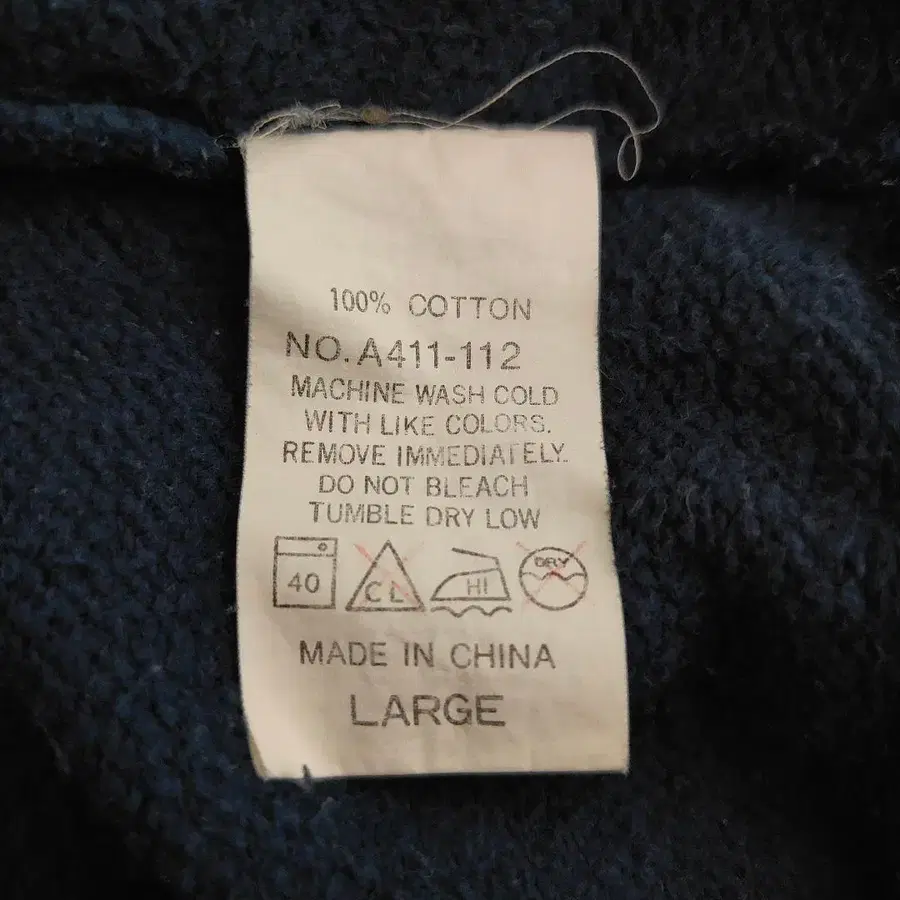 100% COTTON
NO. A411-112
MACHINE WASH COLD
WITH LIKE COLORS.
REMOVE IMMEDIATELY.
DO NOT BLEACH
TUMBLE DRY LOW
40 CL HI DRY
MADE IN CHINA
LARGE